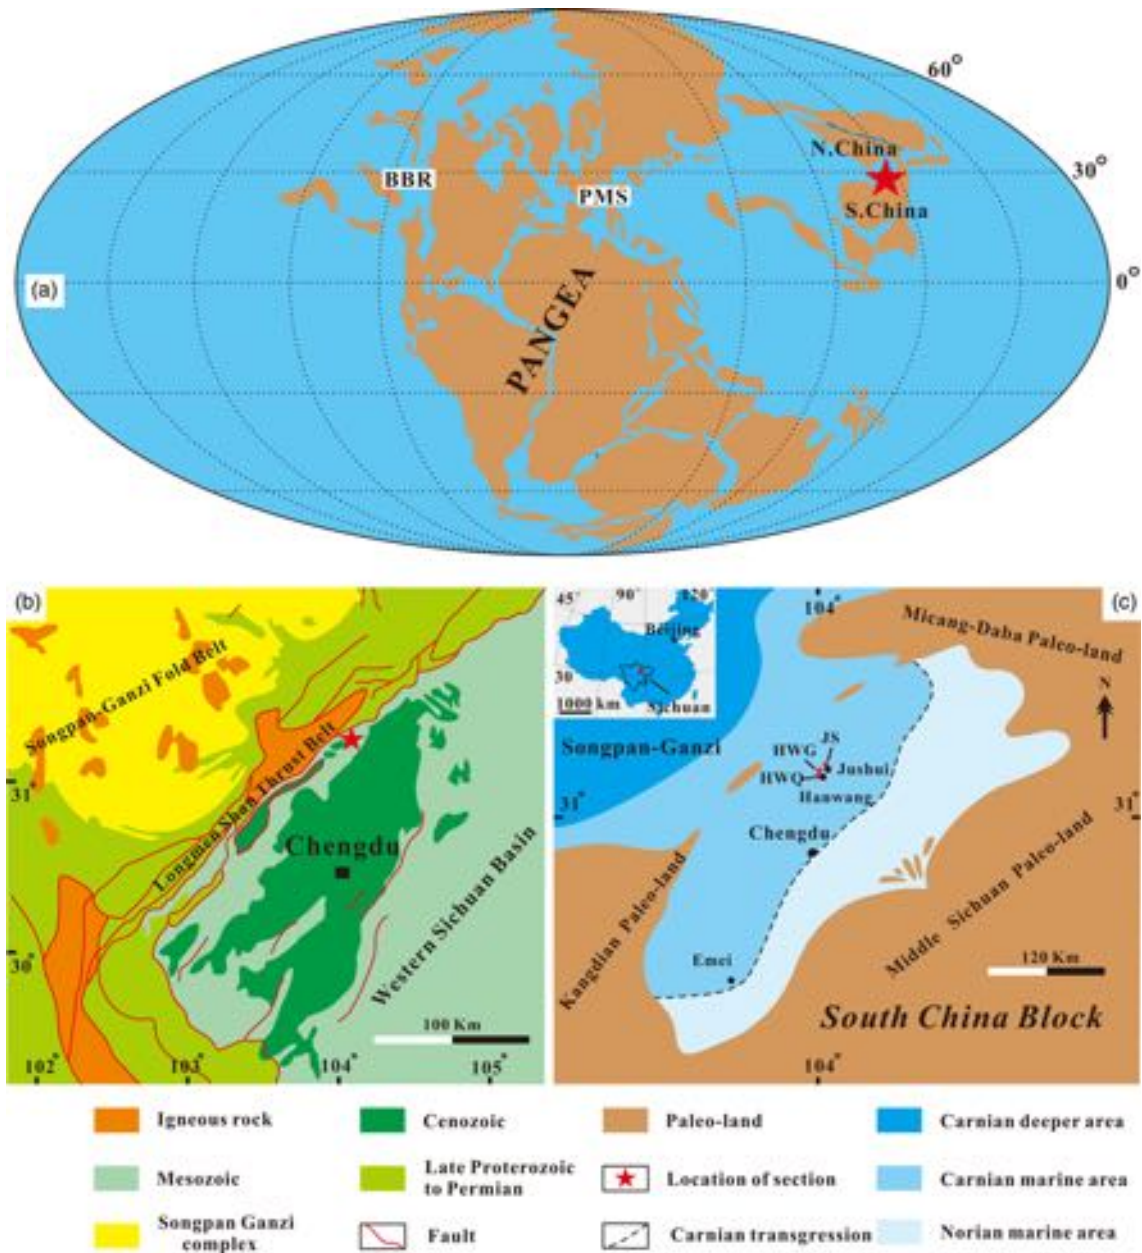 60°
N.China
30°
BBR
PMS
S.China
(a)
0°
PANGEA
(b)
Songpan-Ganzi Fold Belt
Longmen Shan Thrust Belt
31°
Chengdu
30°
Western Sichuan Basin
100 Km
102°
103°
104°
105°
(c)
45°
90°
120°
104°
Beijing
30
1000 km
Sichuan
Micang-Daba Paleo-land
N
Songpan-Ganzi
JS
HWG
Jushui
HWQ
Hanwang
31°
31°
Chengdu
Kangdian Paleo-land
Middle Sichuan Paleo-land
Emei
120 Km
South China Block
104°
Igneous rock
Cenozoic
Paleo-land
Carnian deeper area
Mesozoic
Late Proterozoic
to Permian
Location of section
Carnian marine area
Songpan Ganzi
complex
Fault
Carnian transgression
Norian marine area